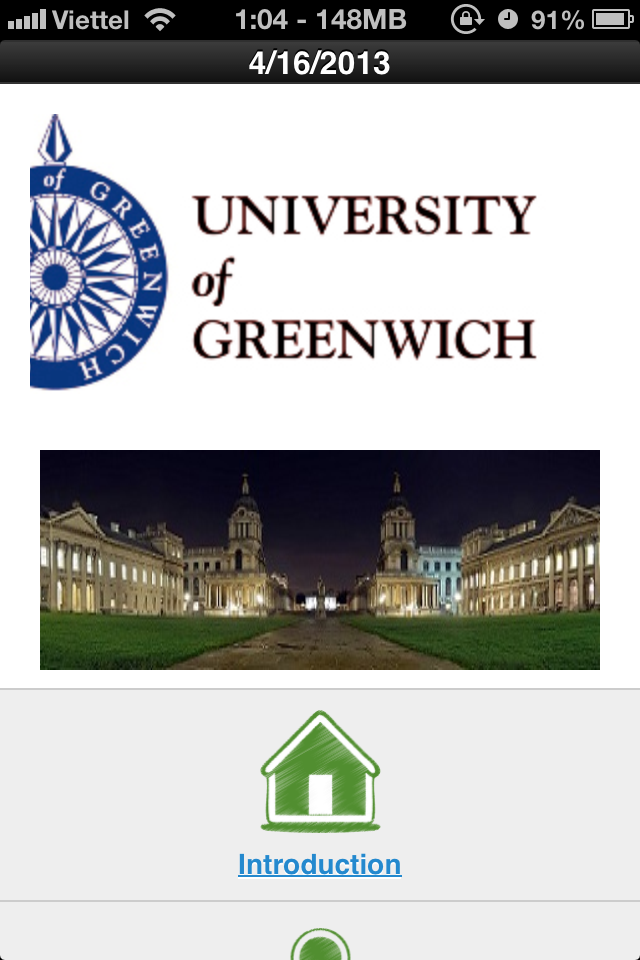 Viettel 1:04 - 148MB 91%
4/16/2013
of GREENWICH
UNIVERSITY
of
GREENWICH
Introduction